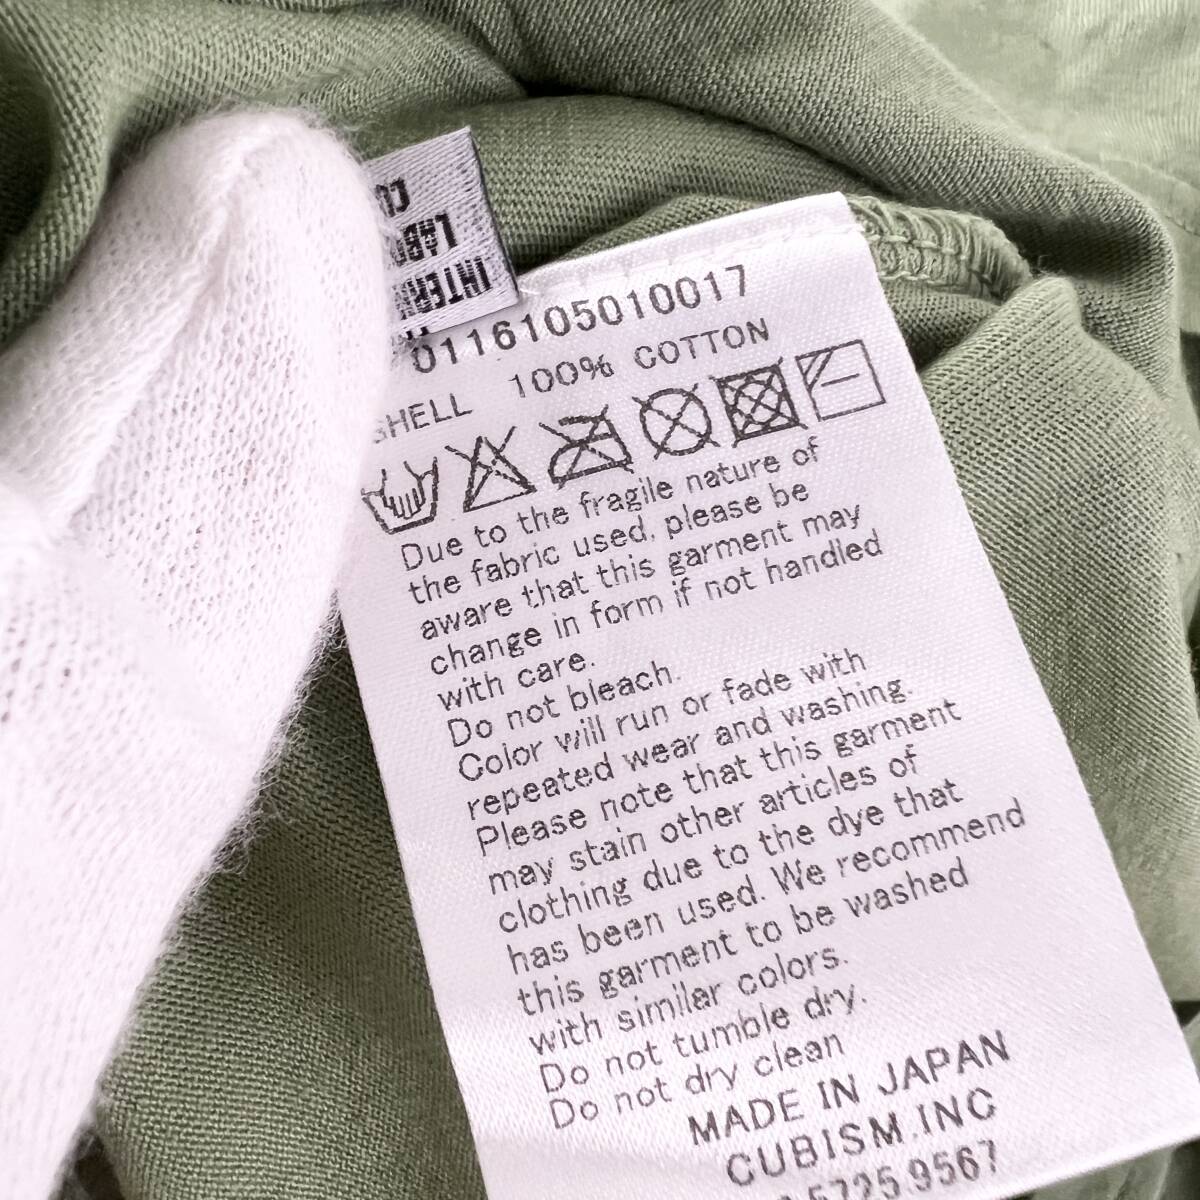 LABO
INTERN
0116105010017
SHELL 100% COTTON
Due to the fragile nature of
the fabric used, please be
aware that this garment may
change in form if not handled
with care.
Do not bleach.
Color will run or fade with
repeated wear and washing.
Please note that this garment
may stain other articles of
clothing due to the dye that
has been used. We recommend
this garment to be washed
with similar colors.
Do not tumble dry.
Do not dry clean
MADE IN JAPAN
CUBISM.INC
5725.9567